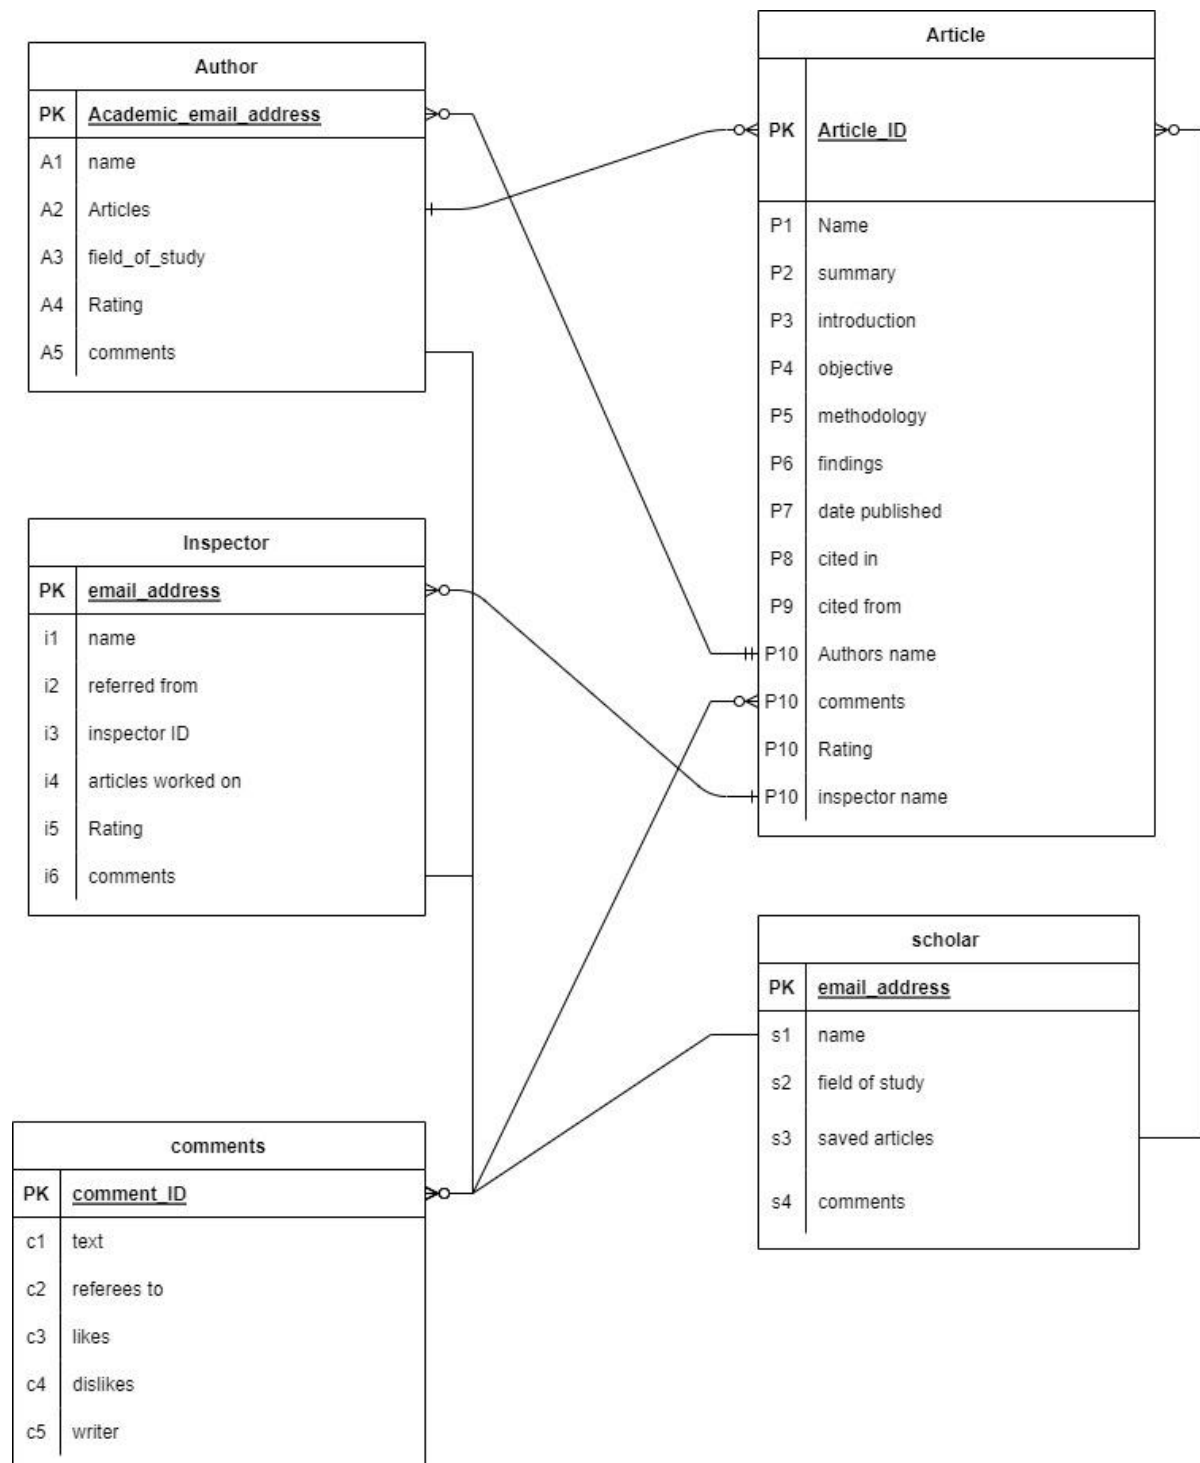 Author
PK Academic_email_address
A1 name
A2 Articles
A3 field_of_study
A4 Rating
A5 comments
Article
PK Article_ID
P1 Name
P2 summary
P3 introduction
P4 objective
P5 methodology
P6 findings
P7 date published
P8 cited in
P9 cited from
P10 Authors name
P10 comments
P10 Rating
P10 inspector name
Inspector
PK email_address
i1 name
i2 referred from
i3 inspector ID
i4 articles worked on
i5 Rating
i6 comments
scholar
PK email_address
s1 name
s2 field of study
s3 saved articles
s4 comments
comments
PK comment_ID
c1 text
c2 referees to
c3 likes
c4 dislikes
c5 writer